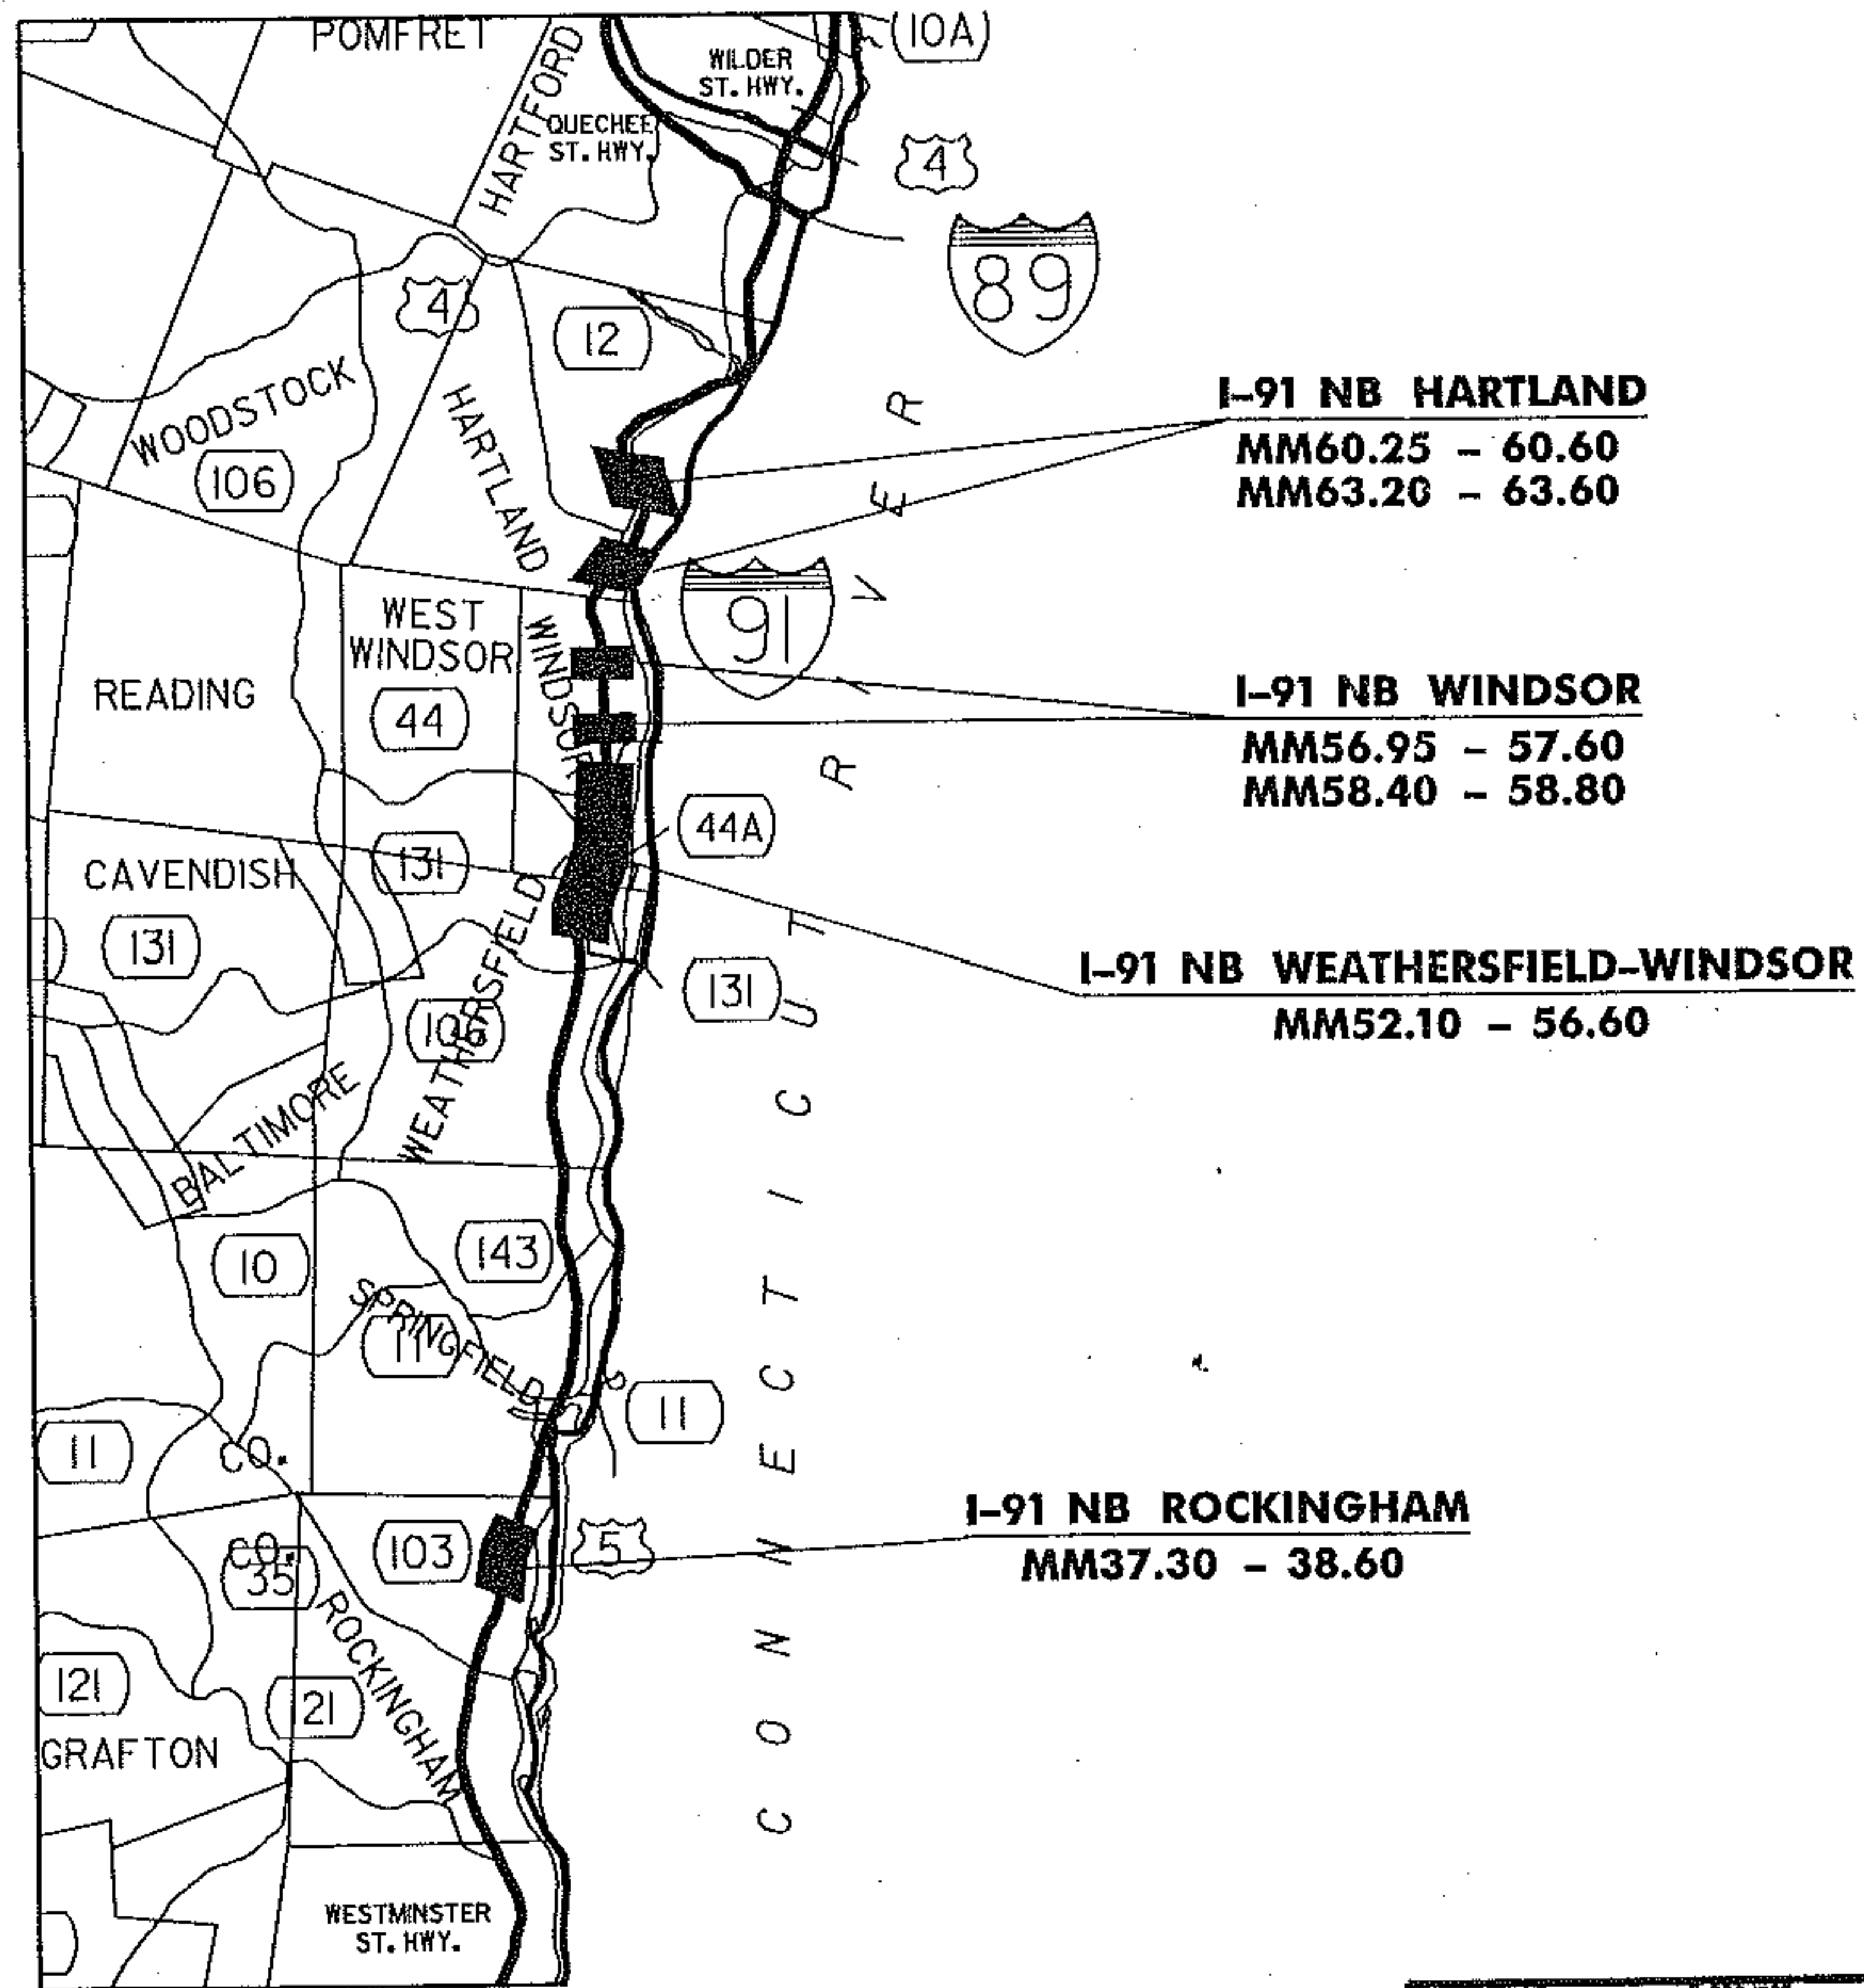 POMFRET
(10A)
HARTFORD
WILDER
ST. HWY.
QUECHEE
ST. HWY.
4
89
4
12
WOODSTOCK
106
HARTLAND
I-91 NB HARTLAND
MM60.25 - 60.60
MM63.20 - 63.60
91
WEST
WINDSOR
WINDSOR
READING
44
I-91 NB WINDSOR
MM56.95 - 57.60
MM58.40 - 58.80
44A
CAVENDISH
131
131
WEATHERSFIELD
131
106
I-91 NB WEATHERSFIELD-WINDSOR
MM52.10 - 56.60
BALTIMORE
10
143
SPRINGFIELD
11
11
11
CO.
CO.
35
103
5
I-91 NB ROCKINGHAM
MM37.30 - 38.60
ROCKINGHAM
121
121
GRAFTON
WESTMINSTER
ST. HWY.
CONNECTICUT RIVER